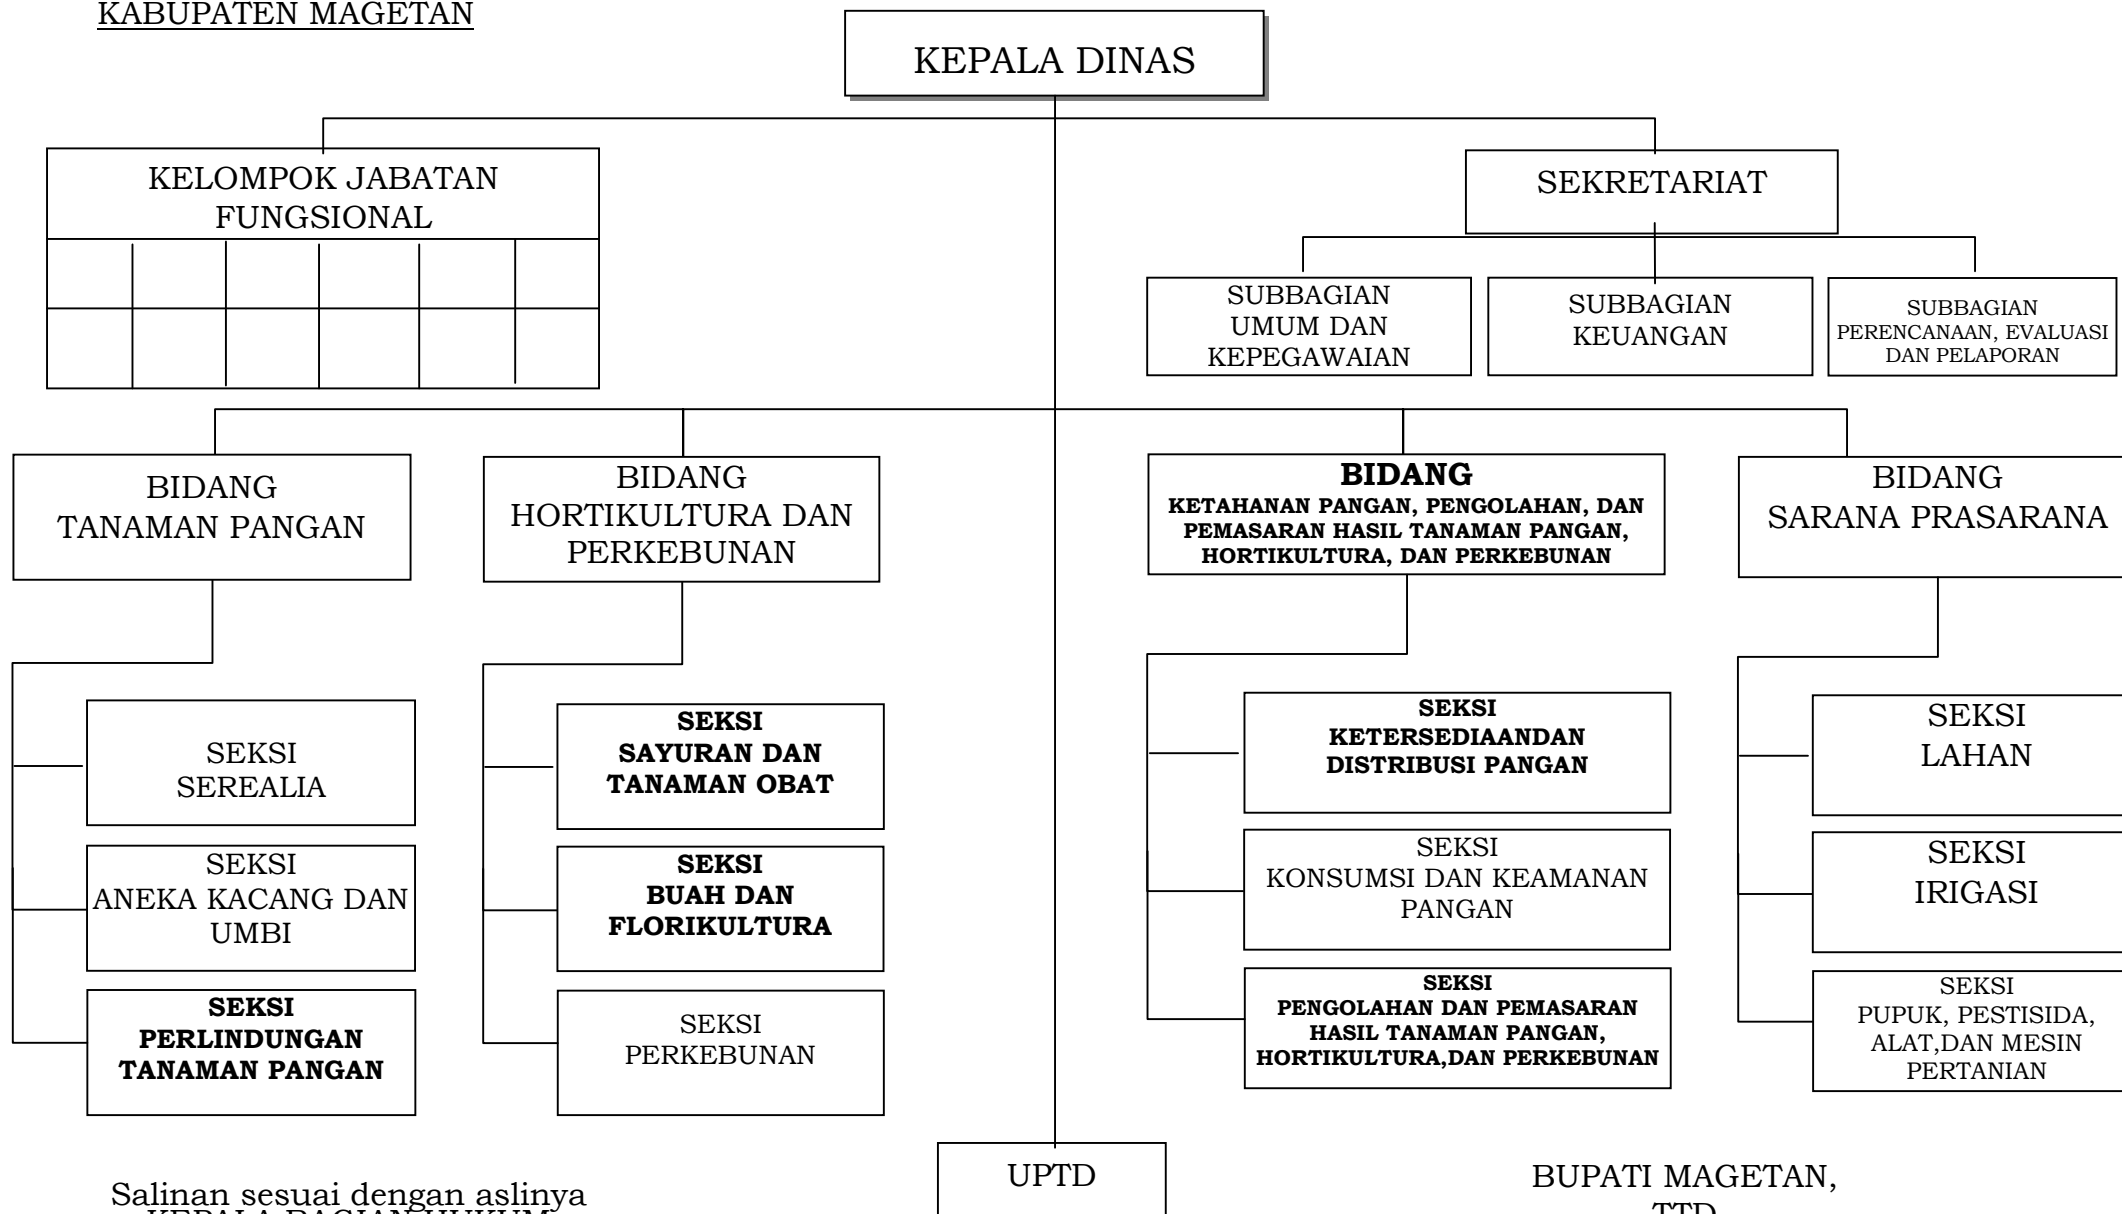 KABUPATEN MAGETAN
KEPALA DINAS
KELOMPOK JABATAN
FUNGSIONAL
SEKRETARIAT
SUBBAGIAN
UMUM DAN
KEPEGAWAIAN
SUBBAGIAN
KEUANGAN
SUBBAGIAN
PERENCANAAN, EVALUASI
DAN PELAPORAN
BIDANG
TANAMAN PANGAN
BIDANG
HORTIKULTURA DAN
PERKEBUNAN
BIDANG
KETAHANAN PANGAN, PENGOLAHAN, DAN
PEMASARAN HASIL TANAMAN PANGAN,
HORTIKULTURA, DAN PERKEBUNAN
BIDANG
SARANA PRASARANA
SEKSI
SEREALIA
SEKSI
ANEKA KACANG DAN
UMBI
SEKSI
PERLINDUNGAN
TANAMAN PANGAN
SEKSI
SAYURAN DAN
TANAMAN OBAT
SEKSI
BUAH DAN
FLORIKULTURA
SEKSI
PERKEBUNAN
SEKSI
KETERSEDIAANDAN
DISTRIBUSI PANGAN
SEKSI
KONSUMSI DAN KEAMANAN
PANGAN
SEKSI
PENGOLAHAN DAN PEMASARAN
HASIL TANAMAN PANGAN,
HORTIKULTURA,DAN PERKEBUNAN
SEKSI
LAHAN
SEKSI
IRIGASI
SEKSI
PUPUK, PESTISIDA,
ALAT,DAN MESIN
PERTANIAN
UPTD
Salinan sesuai dengan aslinya
KEPALA BAGIAN HUKUM
BUPATI MAGETAN,
TTD